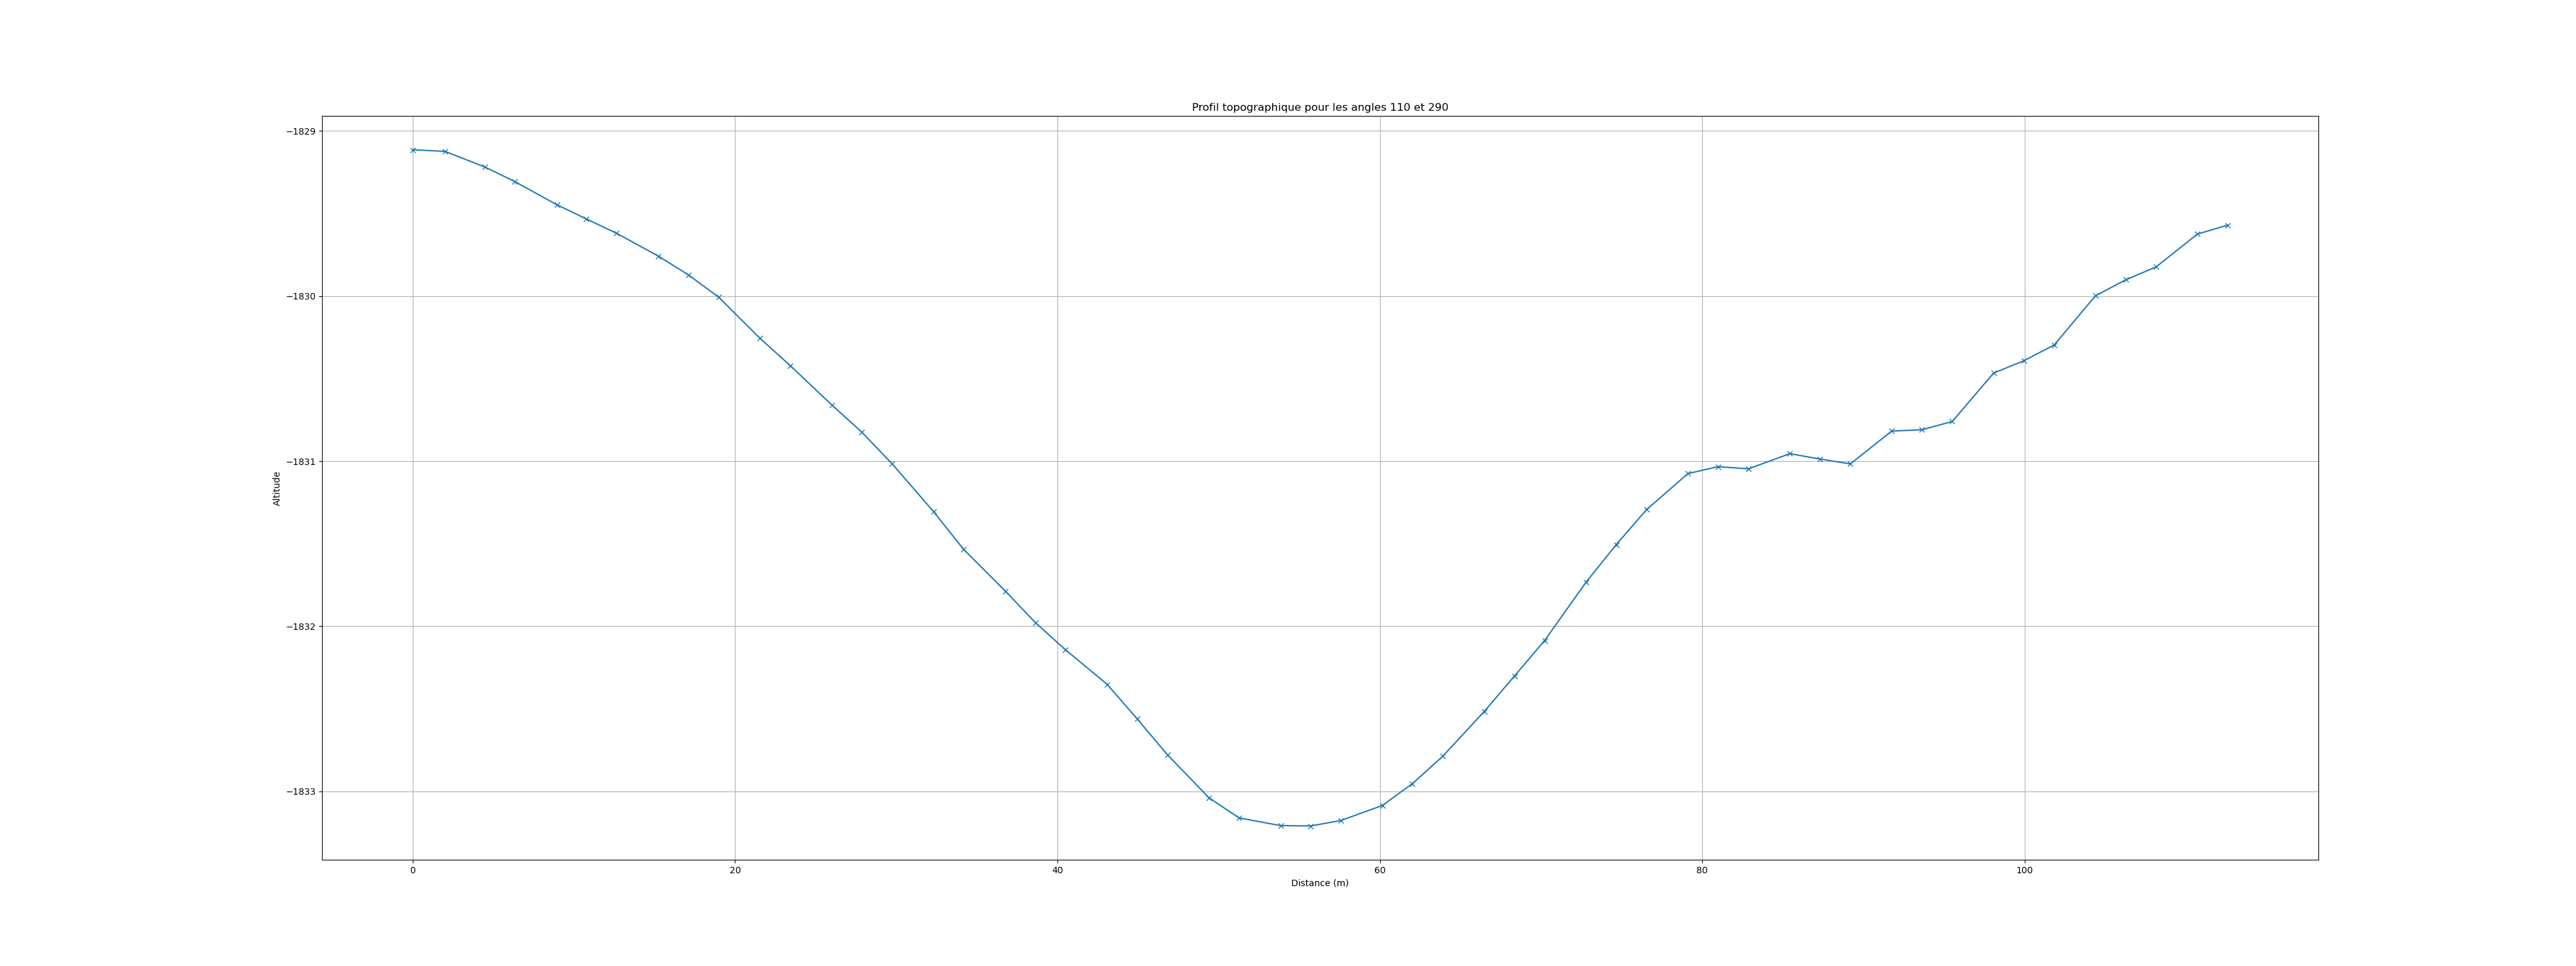 Profil topographique pour les angles 110 et 290
−1829
−1830
−1831
−1832
−1833
Altitude
0 20 40 60 80 100
Distance (m)